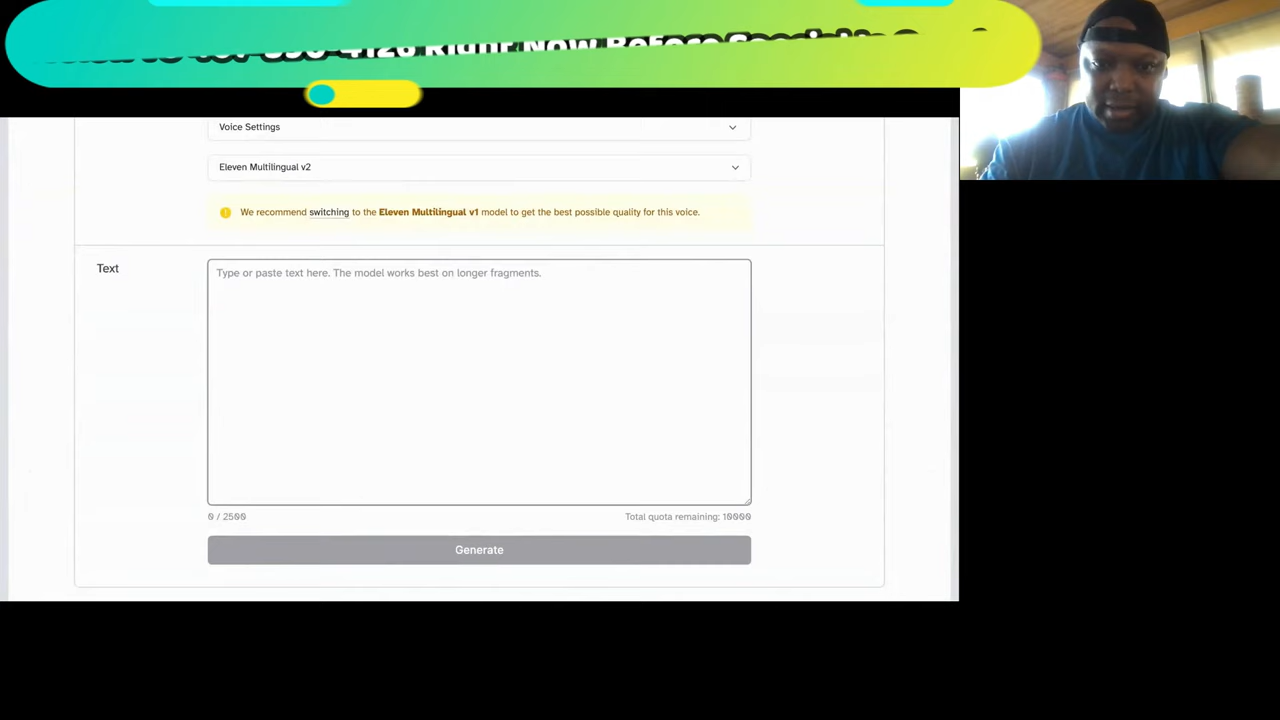 Right Now Before
Voice Settings
Eleven Multilingual v2
We recommend switching to the Eleven Multilingual v1 model to get the best possible quality for this voice.
Text
Type or paste text here. The model works best on longer fragments.
0 / 2500
Total quota remaining: 10000
Generate